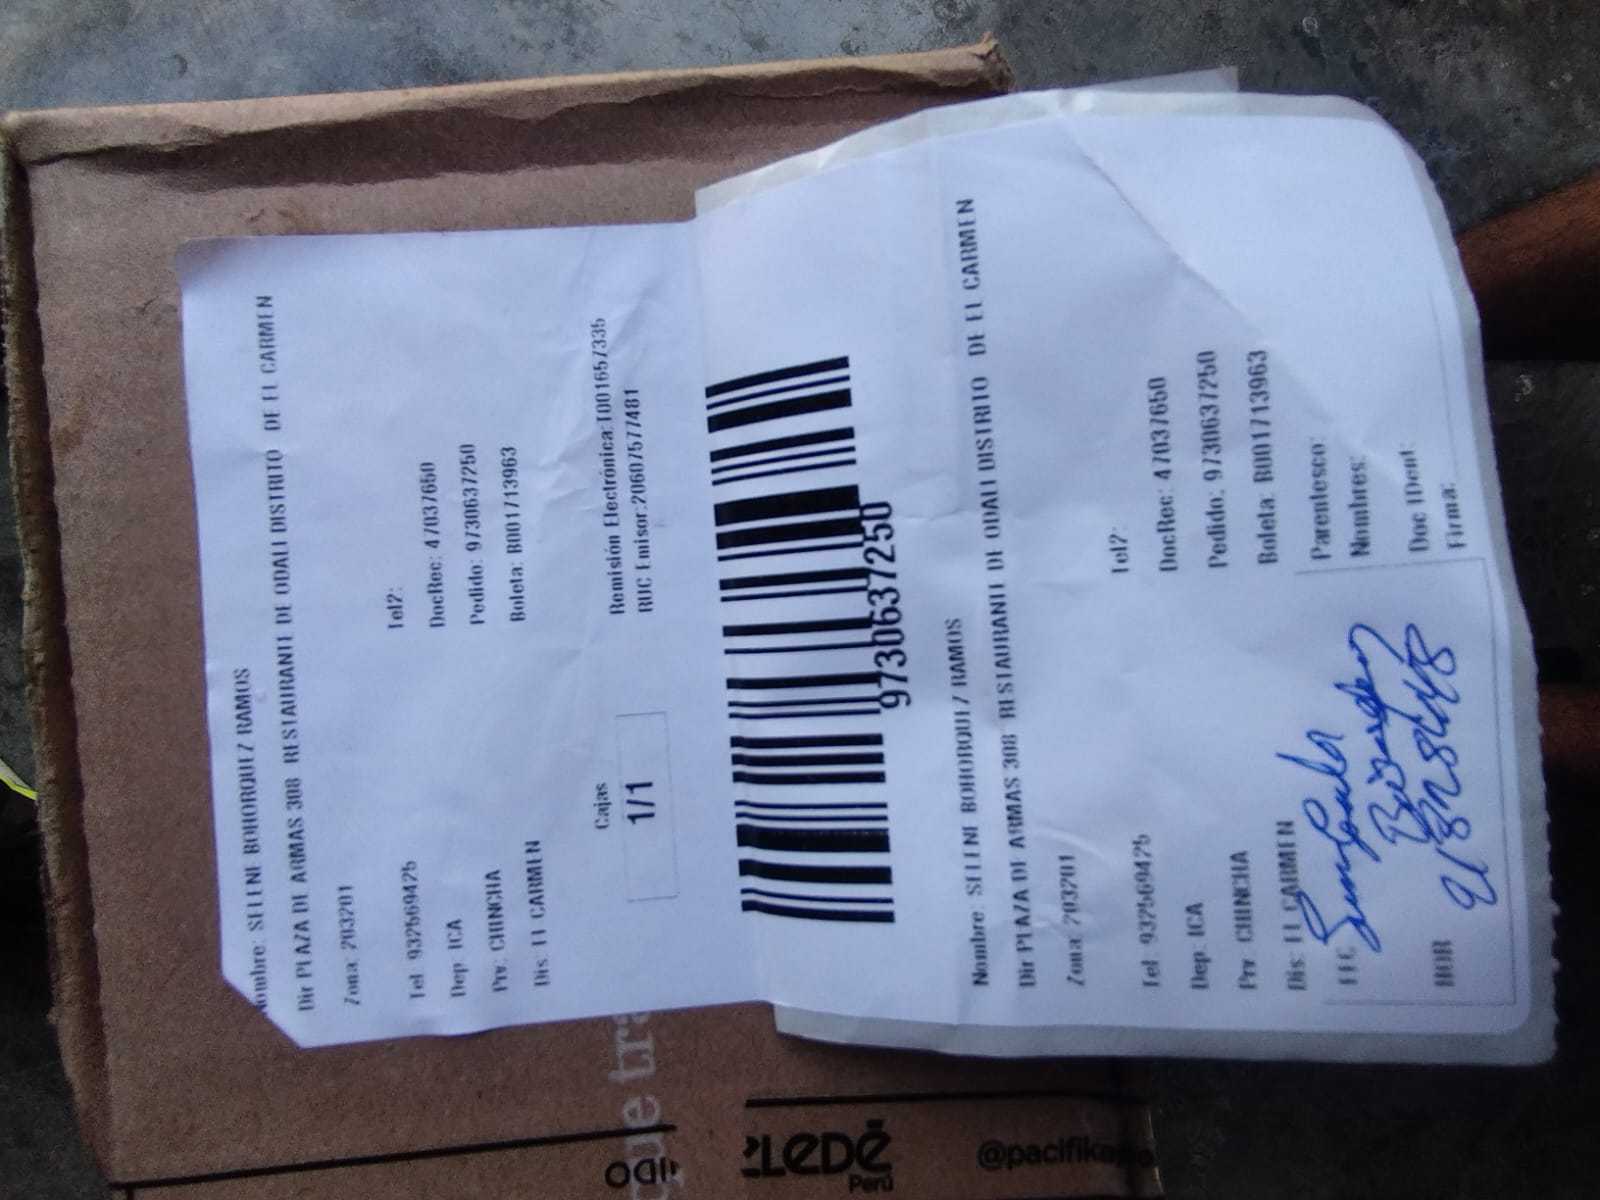 Nombre: SELENE BOHORQUEZ RAMOS
Dir PLAZA DE ARMAS 308 RESTAURANTE DE ODALI DISTRITO DE EL CARMEN
Zona: 203201
Tel 932569425 Tel2:
Dep: ICA DocRec: 47037650
Prv: CHINCHA Pedido: 9730637250
Dis: EL CARMEN Boleta: B001713963
Cajas
1/1
Remisión Electrónica:T001657335
RUC Emisor:20607577481
9730637250
Nombre: SELENE BOHORQUEZ RAMOS
Dir PLAZA DE ARMAS 308 RESTAURANTE DE ODALI DISTRITO DE EL CARMEN
Zona: 203201
Tel 932569425 Tel2:
Dep: ICA DocRec: 47037650
Prv: CHINCHA Pedido: 9730637250
Dis: EL CARMEN Boleta: B001713963
FEC Parentesco:
Nombres:
HOR Doc IDent:
Firma:
que
Perú